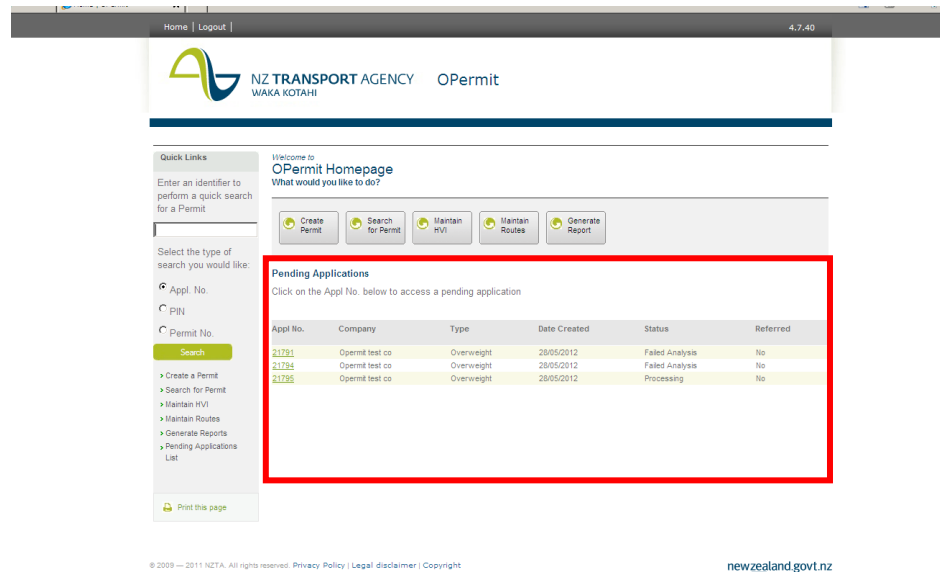 Home | Logout |
4.7.40
NZ TRANSPORT AGENCY
WAKA KOTAHI
OPermit
Quick Links
Enter an identifier to
perform a quick search
for a Permit
Select the type of
search you would like:
Appl. No.
PIN
Permit No.
Search
Create a Permit
Search for Permit
Maintain HVI
Maintain Routes
Generate Reports
Pending Applications
List
Print this page
Welcome to
OPermit Homepage
What would you like to do?
Create
Permit
Search
for Permit
Maintain
HVI
Maintain
Routes
Generate
Report
Pending Applications
Click on the Appl No. below to access a pending application
Appl No. Company Type Date Created Status Referred
21791 Opermit test co Overweight 28/05/2012 Failed Analysis No
21794 Opermit test co Overweight 28/05/2012 Failed Analysis No
21795 Opermit test co Overweight 28/05/2012 Processing No
© 2009 — 2011 NZTA. All rights reserved. Privacy Policy | Legal disclaimer | Copyright
newzealand.govt.nz